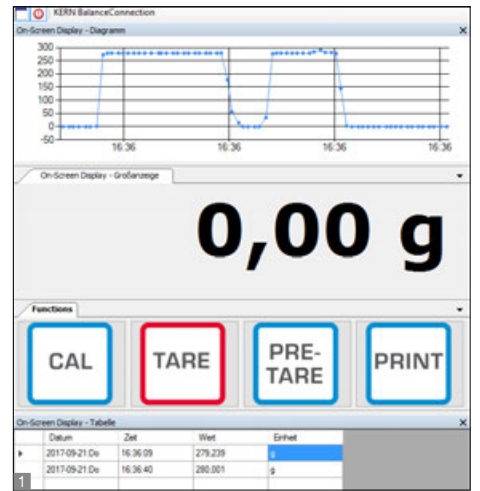 KERN BalanceConnection
On-Screen Display - Diagramm
300
250
200
150
100
50
0
-50
16:36 16:36 16:36 16:36
On-Screen Display - Großanzeige
0,00 g
Functions
CAL TARE PRE-TARE PRINT
On-Screen Display - Tabelle
Datum Zeit Wert Einheit
2017-09-21 Do 16:36:09 279,239 g
2017-09-21 Do 16:36:40 280,001 g
1